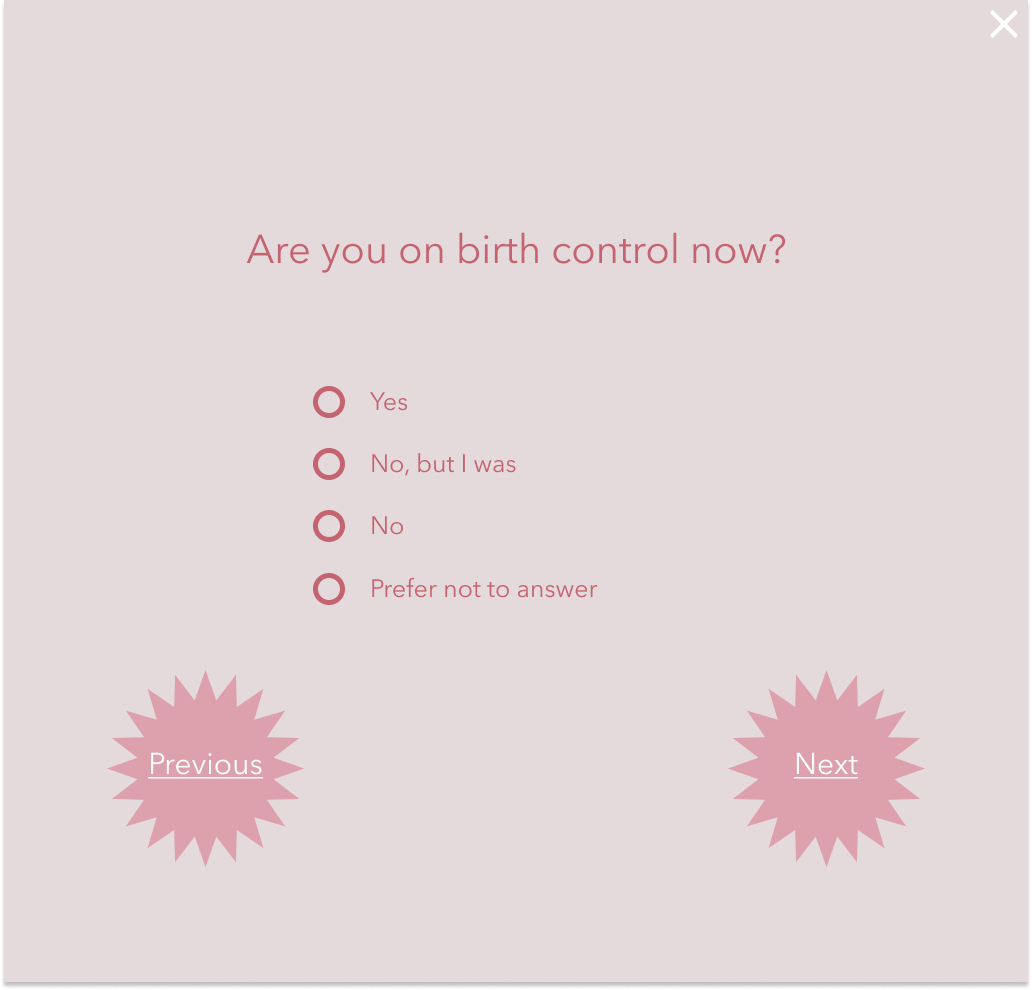 Are you on birth control now?
Yes
No, but I was
No
Prefer not to answer
Previous
Next